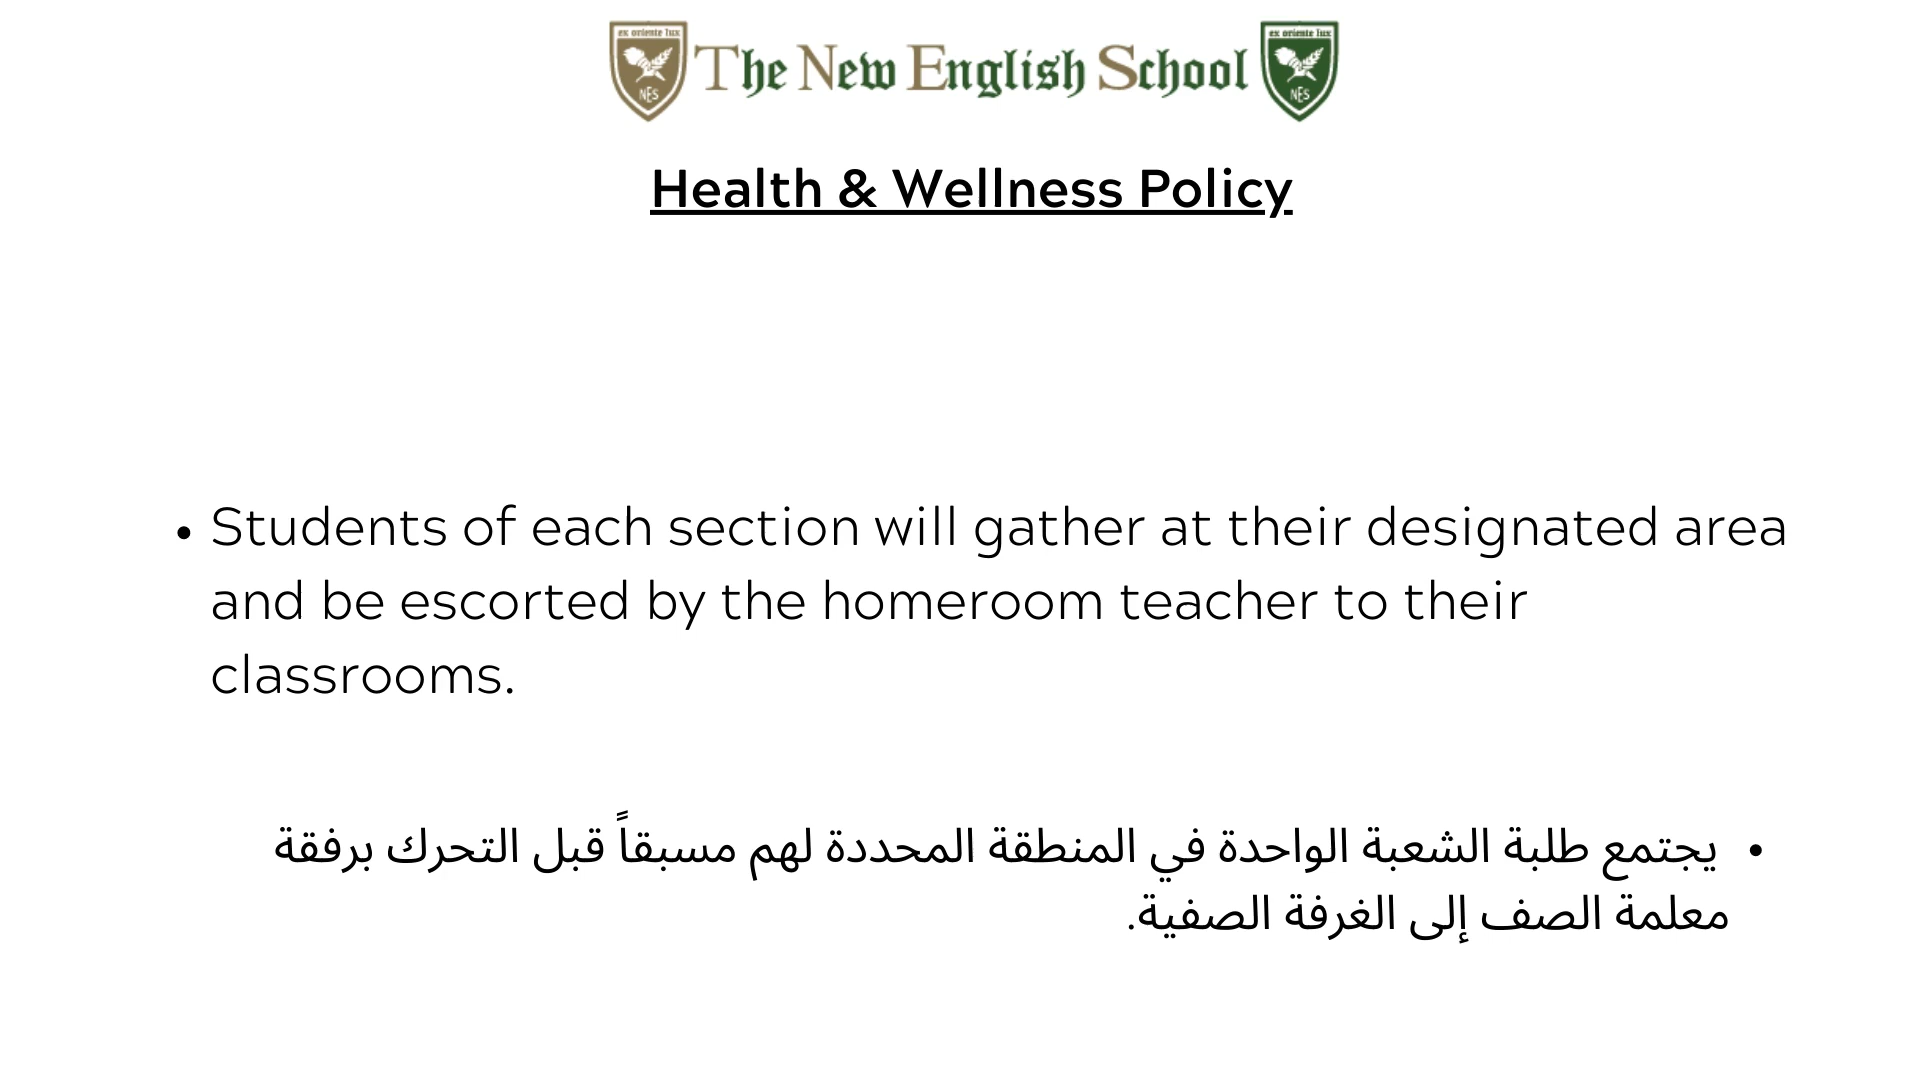 ex oriente lux
NES
The New English School
ex oriente lux
NES
Health & Wellness Policy
• Students of each section will gather at their designated area
and be escorted by the homeroom teacher to their
classrooms.
• يجتمع طلبة الشعبة الواحدة في المنطقة المحددة لهم مسبقاً قبل التحرك برفقة
معلمة الصف إلى الغرفة الصفية.